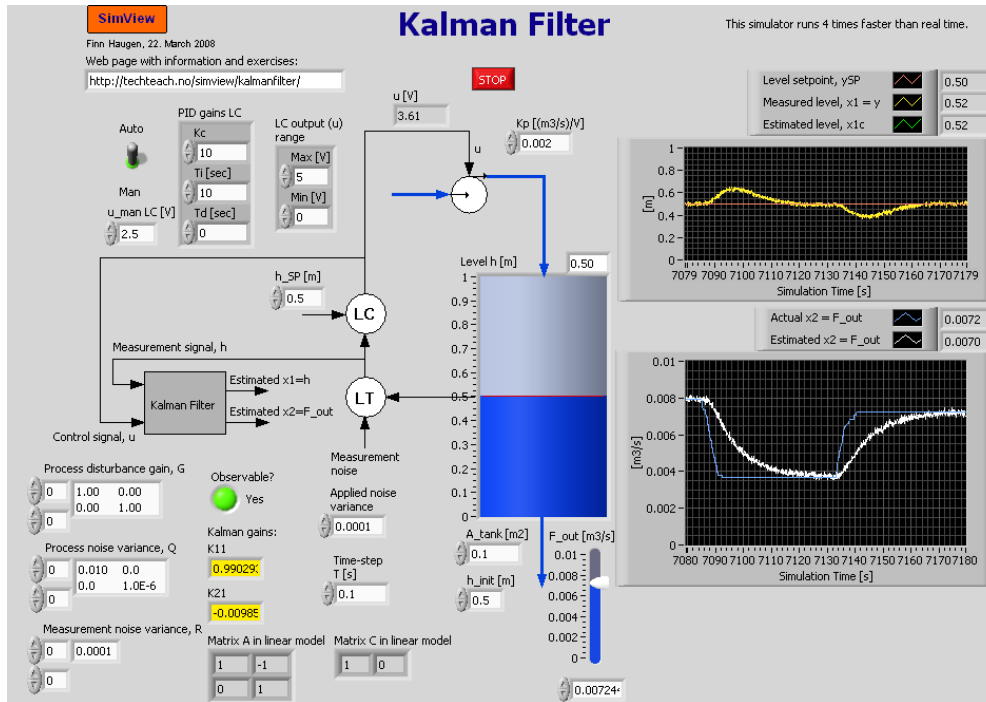 SimView
Kalman Filter
This simulator runs 4 times faster than real time.
Finn Haugen, 22. March 2008
Web page with information and exercises:
http://techteach.no/simview/kalmanfilter/
STOP
Level setpoint, ySP
0.50
Measured level, x1 = y
0.52
Estimated level, x1c
0.52
u [V]
3.61
Kp [(m3/s)/V]
0.002
Auto
Man
u_man LC [V]
2.5
PID gains LC
Kc
10
Ti [sec]
10
Td [sec]
0
LC output (u)
range
Max [V]
5
Min [V]
0
u
1
0.8
0.6
0.4
0.2
0
[m]
7079 7090 7100 7110 7120 7130 7140 7150 7160 7179
Simulation Time [s]
Level h [m]
0.50
1
0.9
0.8
0.7
0.6
0.5
0.4
0.3
0.2
0.1
0
h_SP [m]
0.5
LC
LT
Measurement signal, h
Kalman Filter
Estimated x1=h
Estimated x2=F_out
Control signal, u
Measurement
noise
Actual x2 = F_out
0.0072
Estimated x2 = F_out
0.0070
0.01
0.008
0.006
0.004
0.002
0
[m3/s]
7080 7090 7100 7110 7120 7130 7140 7150 7160 7170 7180
Simulation Time [s]
Process disturbance gain, G
0
0
1.00 0.00
0.00 1.00
Observable?
Yes
Applied noise
variance
0.0001
Process noise variance, Q
0
0
0.010 0.0
0.0 1.0E-6
Kalman gains:
K11
0.99029
K21
-0.00985
Time-step
T [s]
0.1
A_tank [m2]
0.1
h_init [m]
0.5
F_out [m3/s]
0.01
0.008
0.006
0.004
0.002
0
0.00724
Measurement noise variance, R
0
0
0.0001
Matrix A in linear model
1 -1
0 1
Matrix C in linear model
1 0